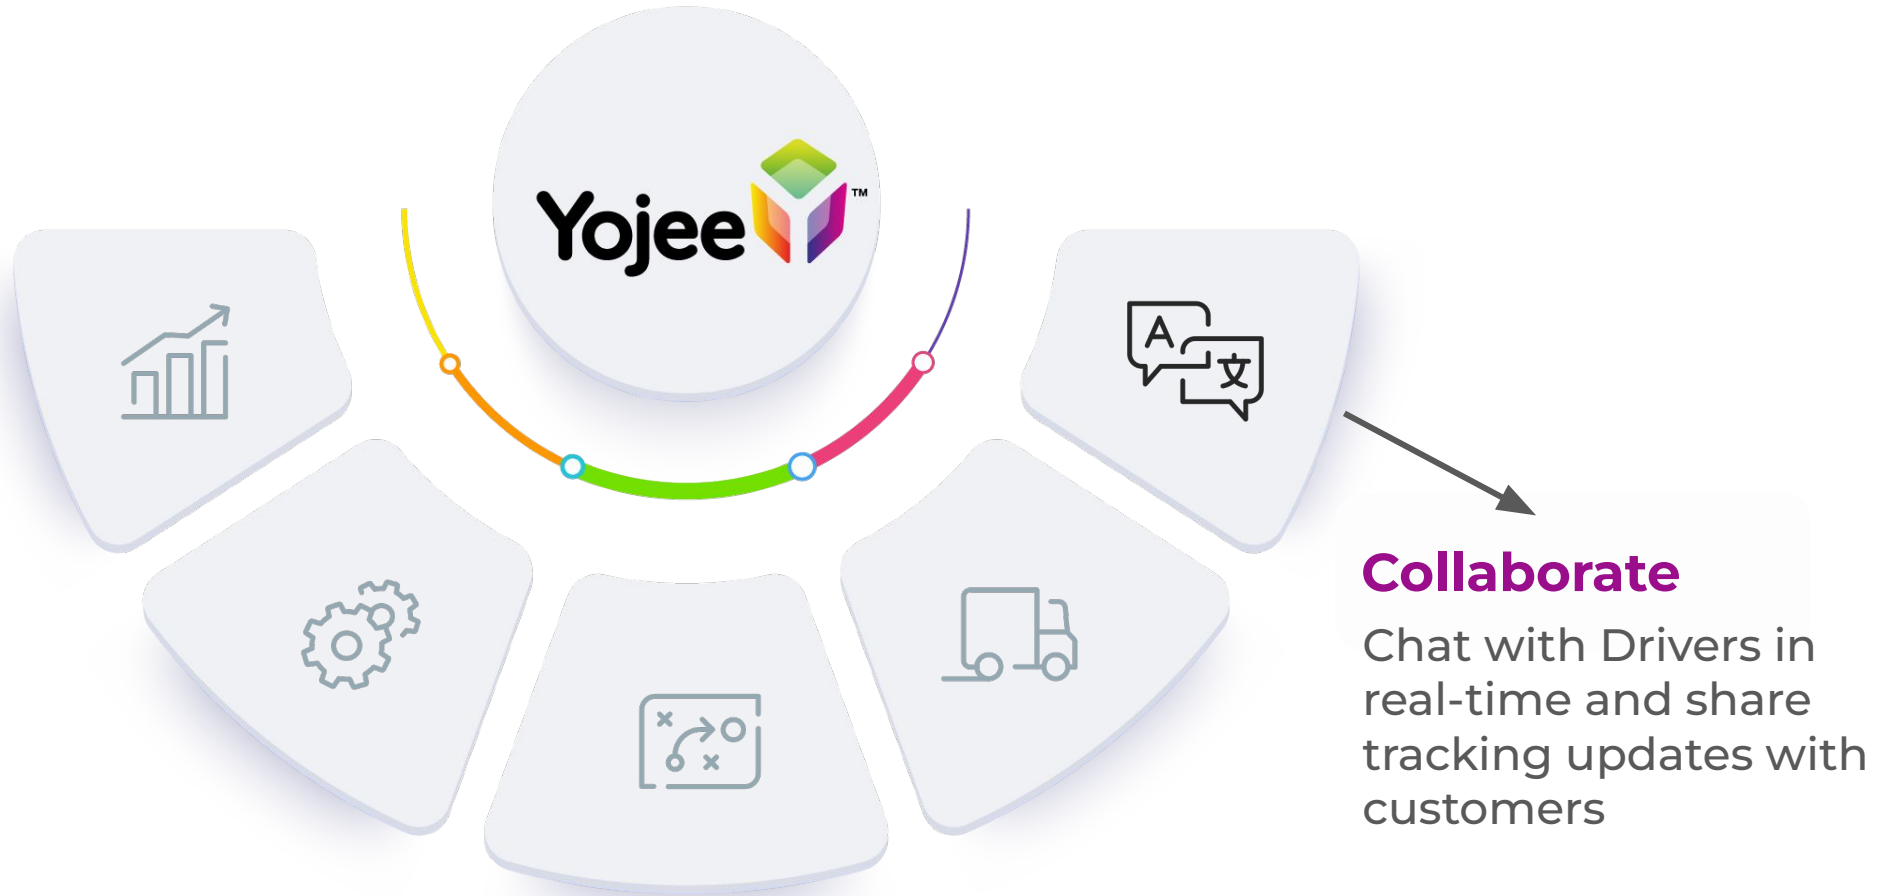 Yojee™
A
文
Collaborate
Chat with Drivers in
real-time and share
tracking updates with
customers